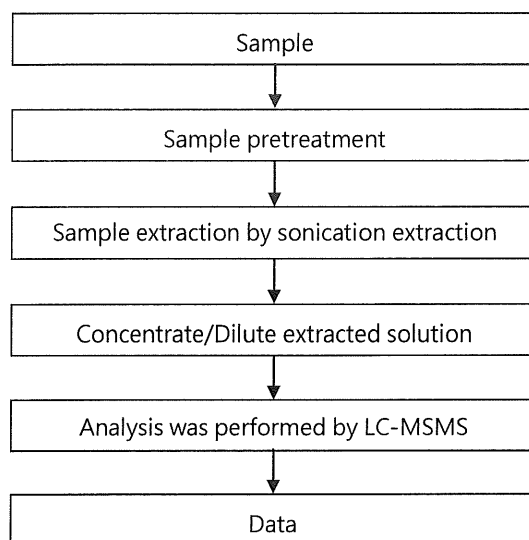 Sample
Sample pretreatment
Sample extraction by sonication extraction
Concentrate/Dilute extracted solution
Analysis was performed by LC-MSMS
Data